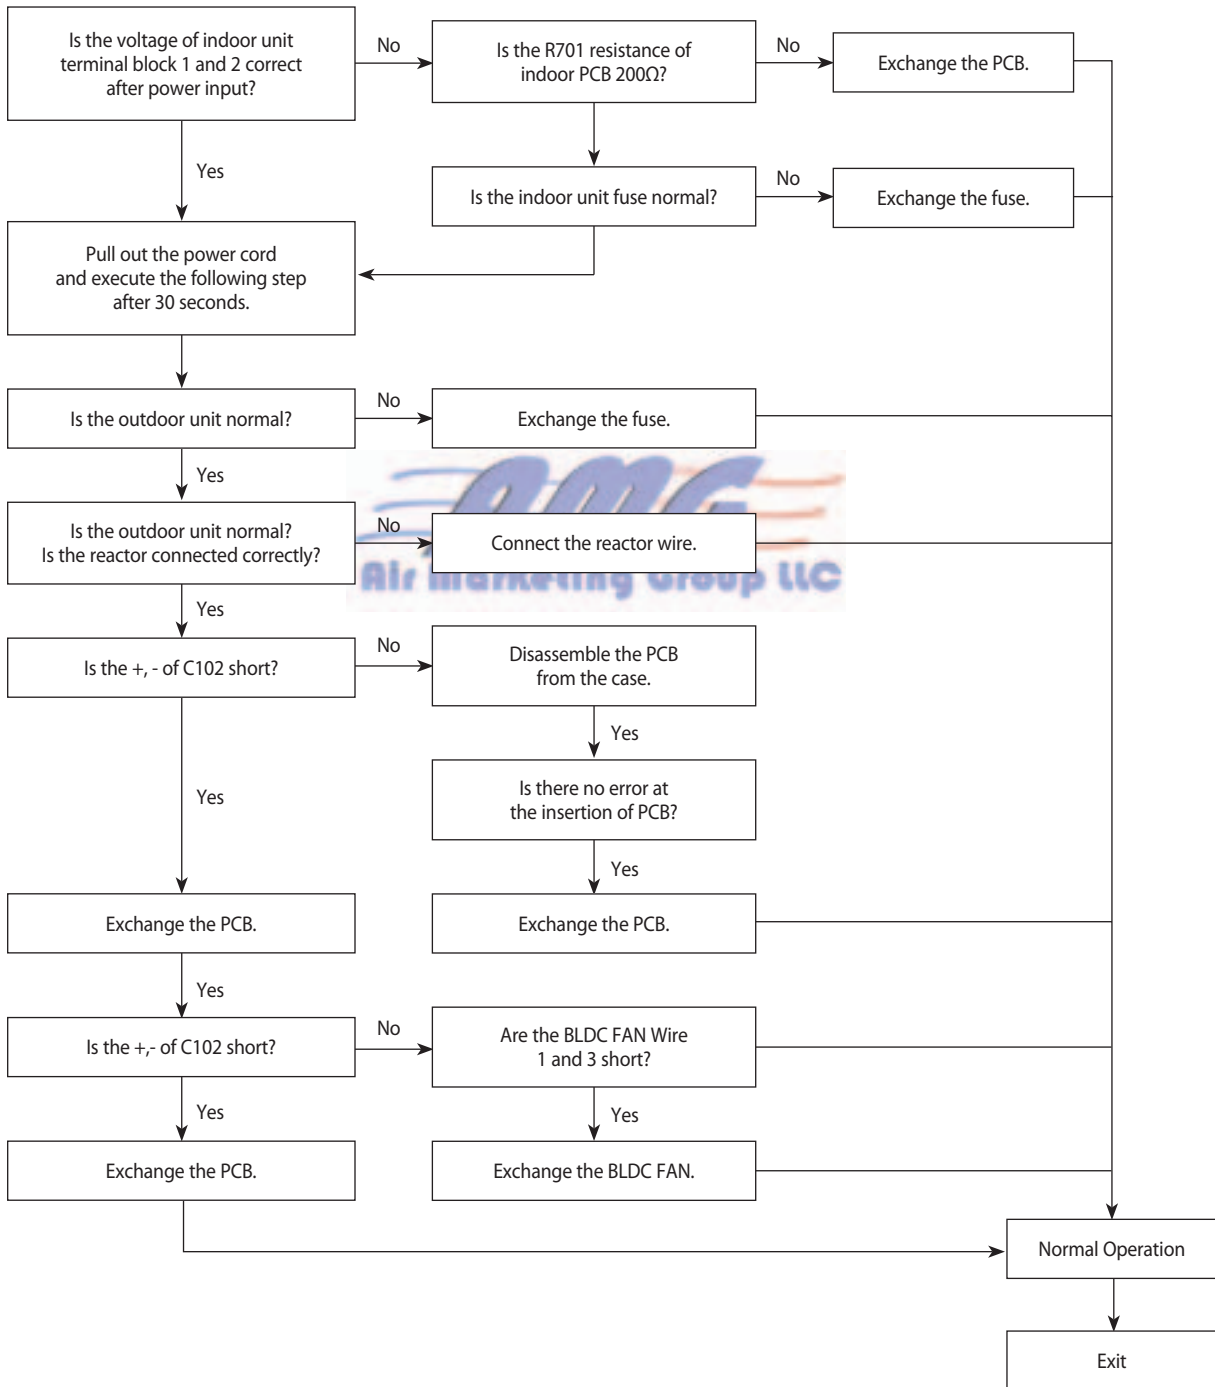 Is the voltage of indoor unit
terminal block 1 and 2 correct
after power input?
No
Is the R701 resistance of
indoor PCB 200Ω?
No
Exchange the PCB.
Yes
Is the indoor unit fuse normal?
No
Exchange the fuse.
Pull out the power cord
and execute the following step
after 30 seconds.
Is the outdoor unit normal?
No
Exchange the fuse.
Yes
AMG
Air Marketing Group LLC
Is the outdoor unit normal?
Is the reactor connected correctly?
No
Connect the reactor wire.
Yes
Is the +, - of C102 short?
No
Disassemble the PCB
from the case.
Yes
Is there no error at
the insertion of PCB?
Yes
Yes
Exchange the PCB.
Exchange the PCB.
Yes
Is the +,- of C102 short?
No
Are the BLDC FAN Wire
1 and 3 short?
Yes
Yes
Exchange the PCB.
Exchange the BLDC FAN.
Normal Operation
Exit